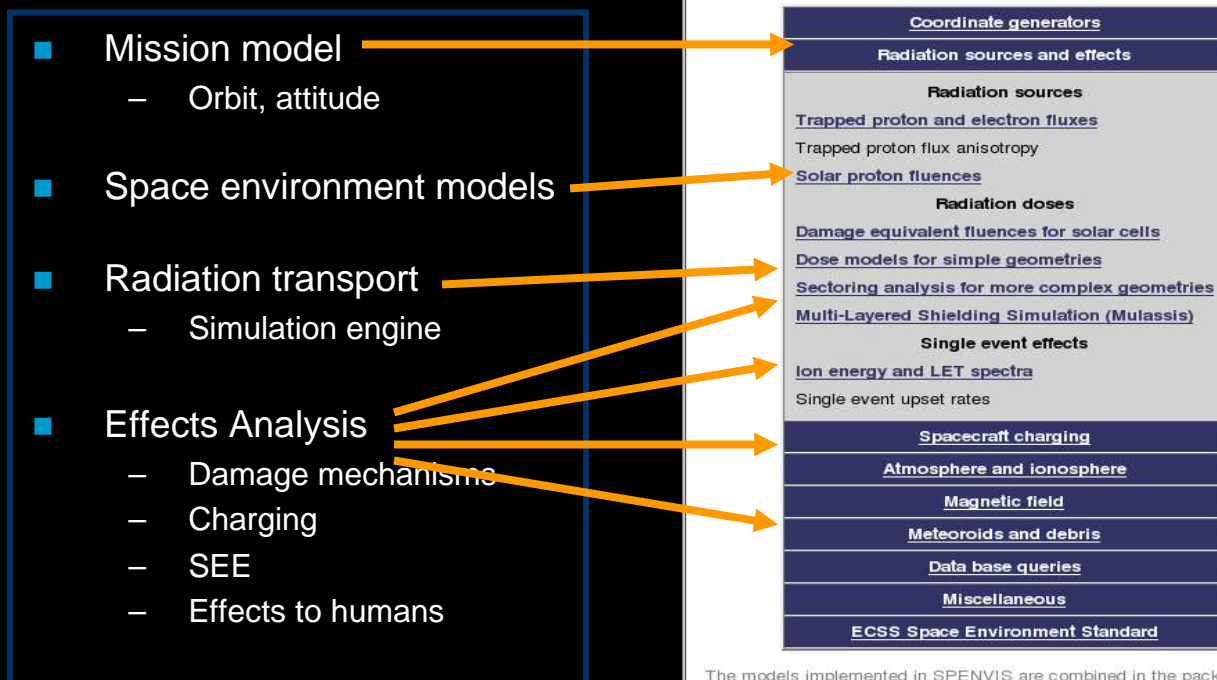 Mission model
– Orbit, attitude
Space environment models
Radiation transport
– Simulation engine
Effects Analysis
– Damage mechanisms
– Charging
– SEE
– Effects to humans
Coordinate generators
Radiation sources and effects
Radiation sources
Trapped proton and electron fluxes
Trapped proton flux anisotropy
Solar proton fluences
Radiation doses
Damage equivalent fluences for solar cells
Dose models for simple geometries
Sectoring analysis for more complex geometries
Multi-Layered Shielding Simulation (Mulassis)
Single event effects
Ion energy and LET spectra
Single event upset rates
Spacecraft charging
Atmosphere and ionosphere
Magnetic field
Meteoroids and debris
Data base queries
Miscellaneous
ECSS Space Environment Standard
The models implemented in SPENVIS are combined in the pack